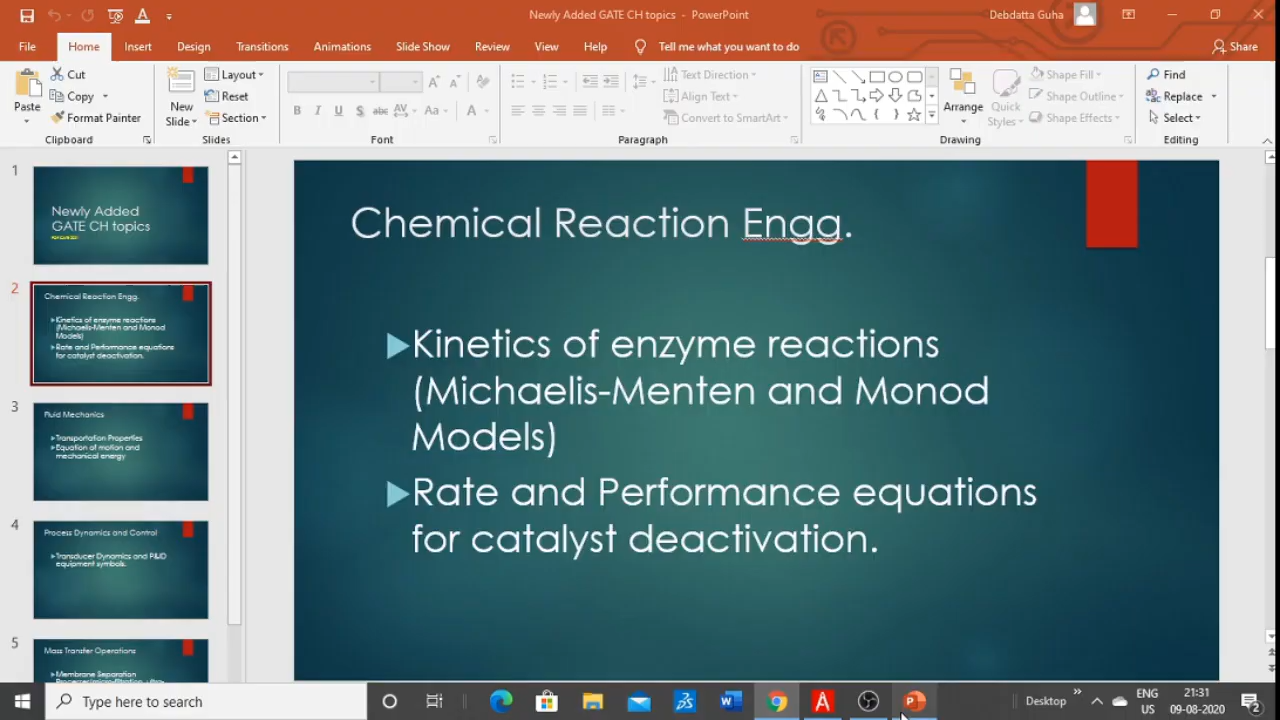 Newly Added GATE CH topics - PowerPoint
Debdatta Guha
File Home Insert Design Transitions Animations Slide Show Review View Help Tell me what you want to do Share
Paste
Cut
Copy
Format Painter
Clipboard
New
Slide
Layout
Reset
Section
Slides
B I U S abc AV Aa A
Font
Text Direction
Align Text
Convert to SmartArt
Paragraph
Arrange
Quick
Styles
Shape Fill
Shape Outline
Shape Effects
Drawing
Find
Replace
Select
Editing
1
Newly Added
GATE CH topics
2
Chemical Reaction Engg.
Kinetics of enzyme reactions
(Michaelis-Menten and Monod
Models)
Rate and Performance equations
for catalyst deactivation.
3
Fluid Mechanics
Transportation Properties
Equation of motion and
mechanical energy
4
Process Dynamics and Control
Transducer Dynamics and P&ID
equipment symbols.
5
Mass Transfer Operations
Membrane Separation
Chemical Reaction Engg.
Kinetics of enzyme reactions
(Michaelis-Menten and Monod
Models)
Rate and Performance equations
for catalyst deactivation.
Type here to search
Desktop
ENG
US
21:31
09-08-2020
2